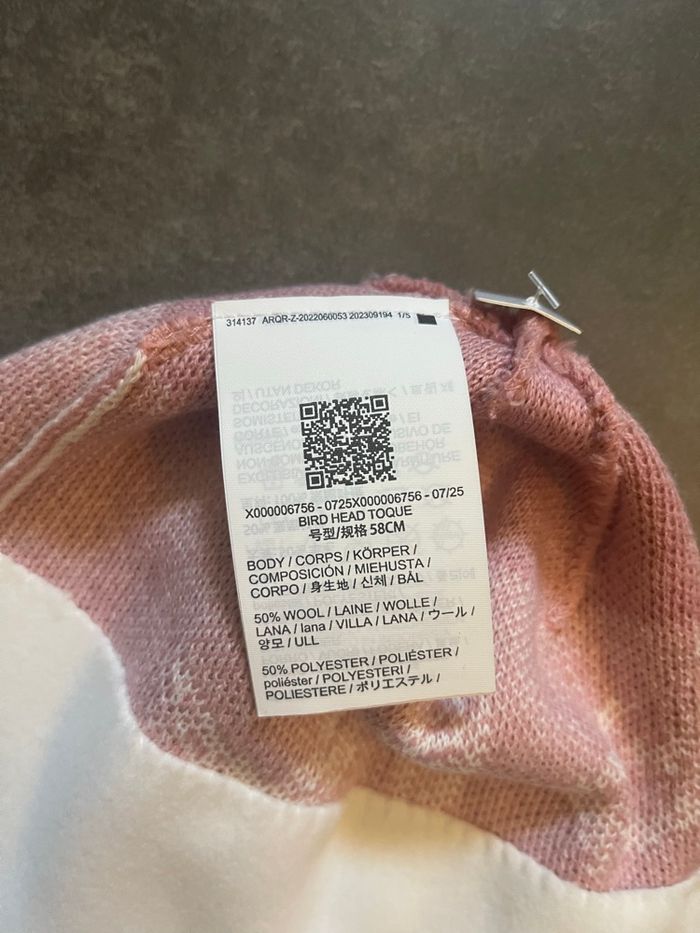 314137 ARQR-Z-2022060053 202309194 1/5
X000006756 - 0725X000006756 - 07/25
BIRD HEAD TOQUE
号型/规格 58CM
BODY / CORPS / KÖRPER /
COMPOSICIÓN / MIEHUSTA /
CORPO / 身生地 / 신체 / BÅL
50% WOOL / LAINE / WOLLE /
LANA / lana / VILLA / LANA / ウール /
양모 / ULL
50% POLYESTER / POLIÉSTER /
poliéster / POLYESTERI /
POLIESTERE / ポリエステル /